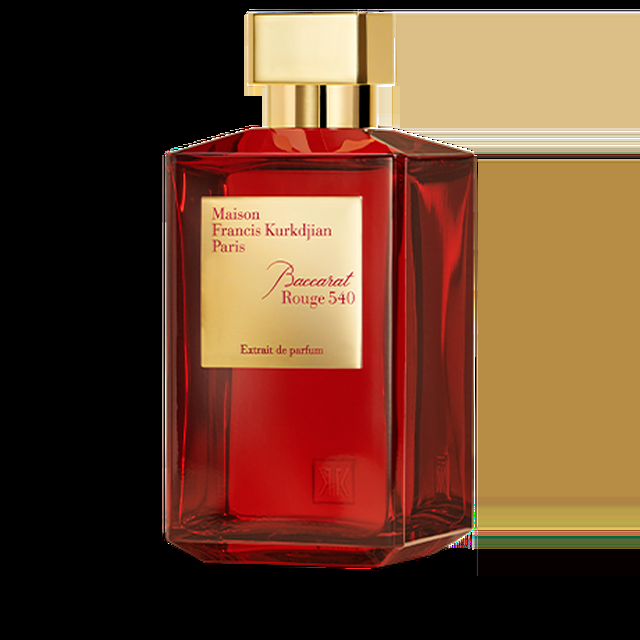 Maison
Francis Kurkdjian
Paris
Baccarat
Rouge 540
Extrait de parfum